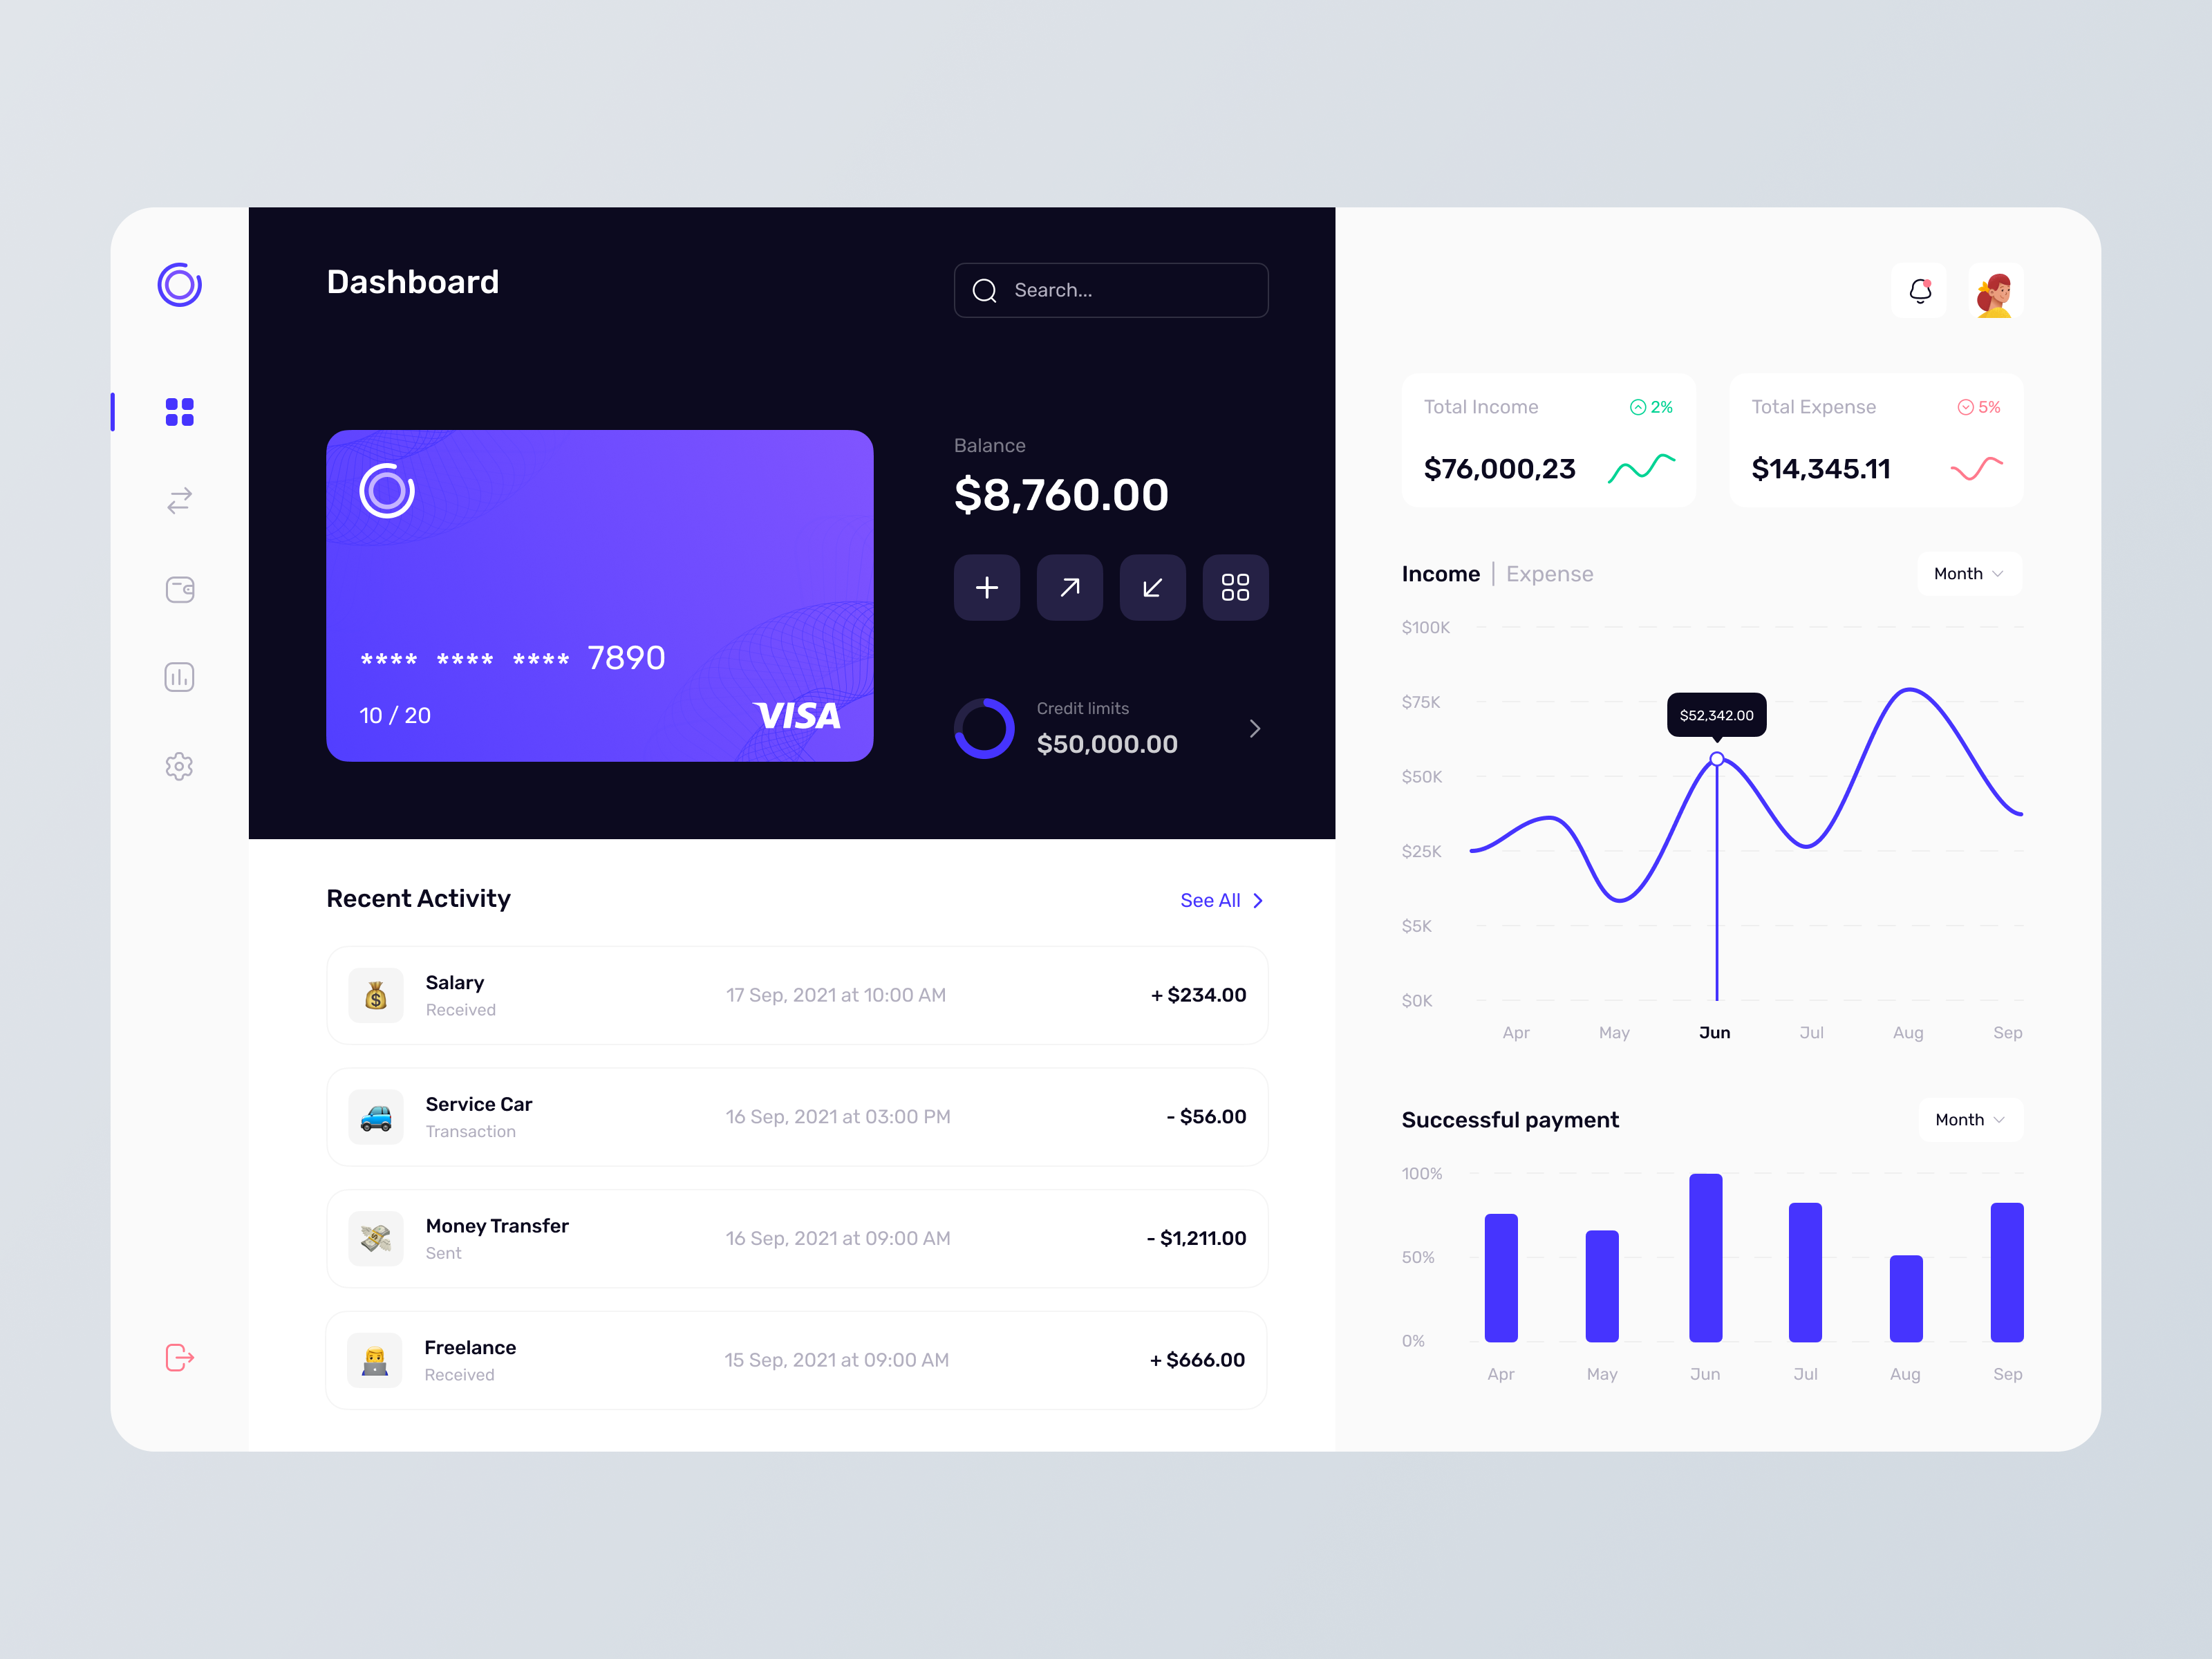 Dashboard
Search...
Balance
$8,760.00
**** **** **** 7890
10 / 20
VISA
Credit limits
$50,000.00
Recent Activity
See All
Salary
Received
17 Sep, 2021 at 10:00 AM
+ $234.00
Service Car
Transaction
16 Sep, 2021 at 03:00 PM
- $56.00
Money Transfer
Sent
16 Sep, 2021 at 09:00 AM
- $1,211.00
Freelance
Received
15 Sep, 2021 at 09:00 AM
+ $666.00
Total Income
2%
$76,000,23
Total Expense
5%
$14,345.11
Income | Expense
Month
$100K
$75K
$50K
$25K
$5K
$0K
$52,342.00
Apr May Jun Jul Aug Sep
Successful payment
Month
100%
50%
0%
Apr May Jun Jul Aug Sep